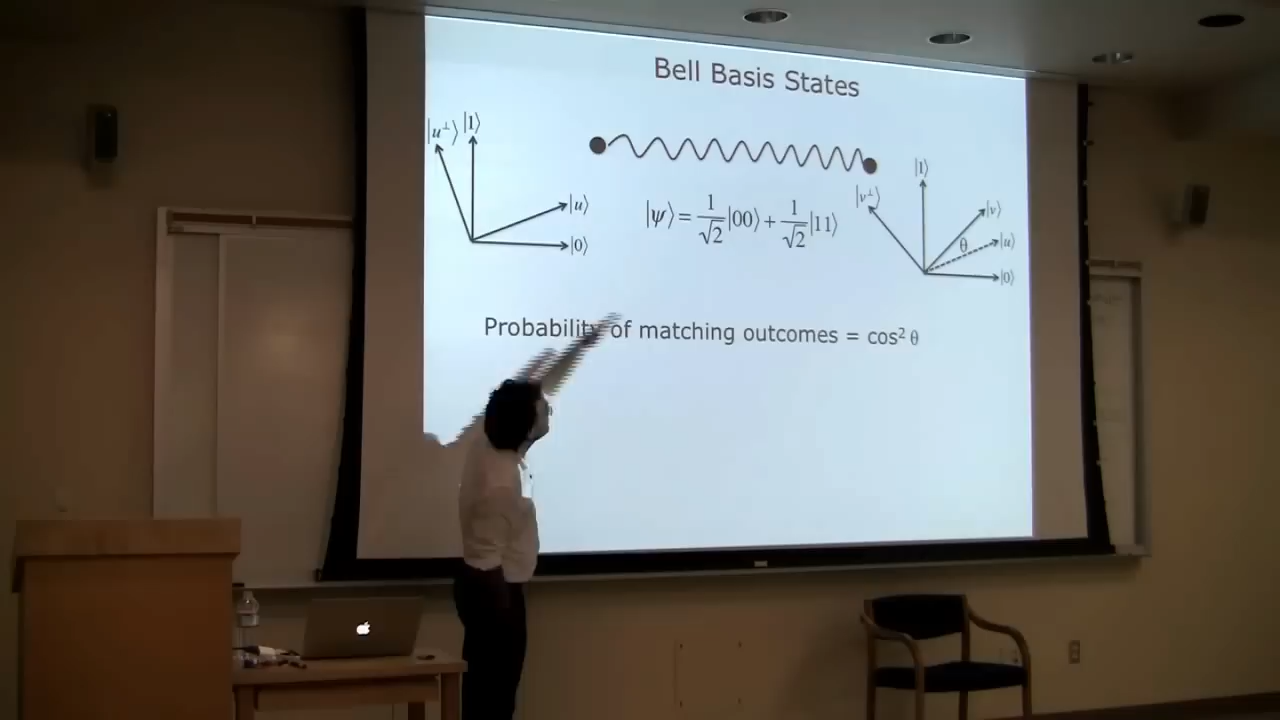 Bell Basis States
|u⊥⟩ |1⟩
|u⟩
|0⟩
|ψ⟩ = 1/√2 |00⟩ + 1/√2 |11⟩
|1⟩
|v⊥⟩
|v⟩
θ
|u⟩
|0⟩
Probability of matching outcomes = cos² θ